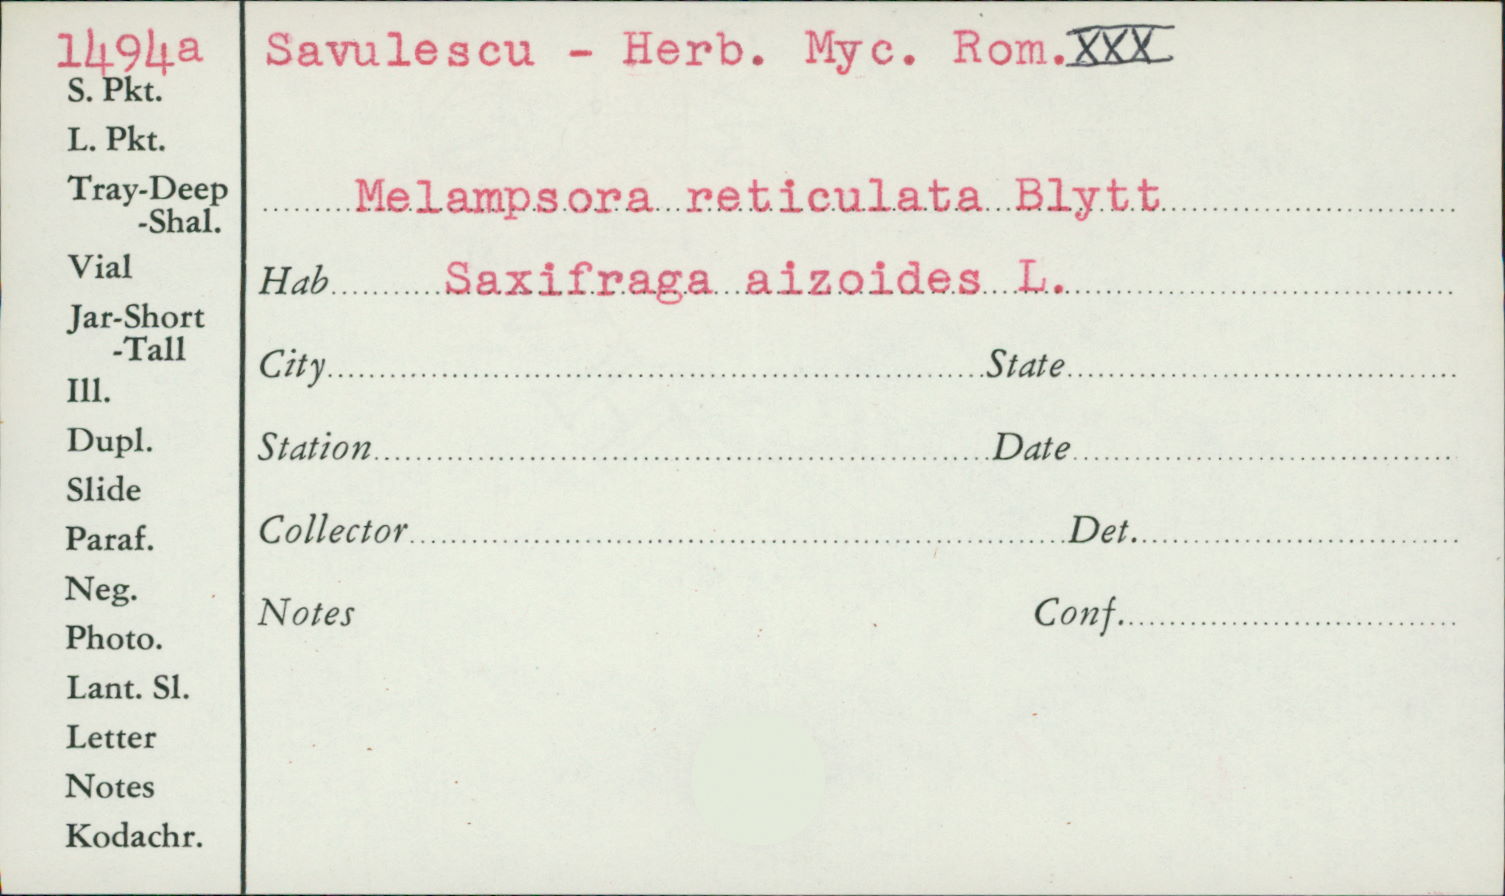 1494a
S. Pkt.
L. Pkt.
Tray-Deep
-Shal.
Vial
Jar-Short
-Tall
Ill.
Dupl.
Slide
Paraf.
Neg.
Photo.
Lant. Sl.
Letter
Notes
Kodachr.
Savulescu - Herb. Myc. Rom. XXX
Melampsora reticulata Blytt
Hab Saxifraga aizoides L.
City State
Station Date
Collector Det.
Notes Conf.